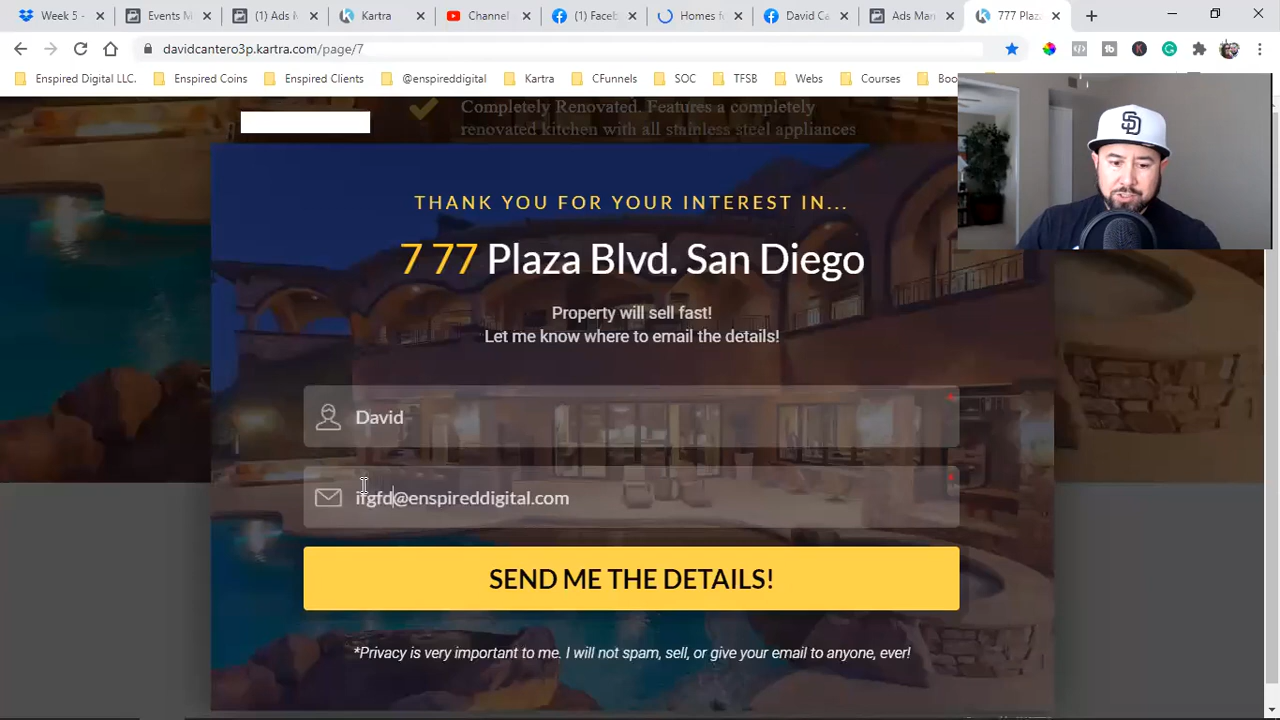 Week 5 -
Events M
(1) Ads M
Kartra
Channel
(1) Faceb
Homes f
David Ca
Ads Man
777 Plaza
davidcantero3p.kartra.com/page/7
Enspired Digital LLC.
Enspired Coins
Enspired Clients
@enspireddigital
Kartra
CFunnels
SOC
TFSB
Webs
Courses
Boo
Completely Renovated. Features a completely
renovated kitchen with all stainless steel appliances
SD
THANK YOU FOR YOUR INTEREST IN...
7 77 Plaza Blvd. San Diego
Property will sell fast!
Let me know where to email the details!
David
ifgfd@enspireddigital.com
SEND ME THE DETAILS!
*Privacy is very important to me. I will not spam, sell, or give your email to anyone, ever!